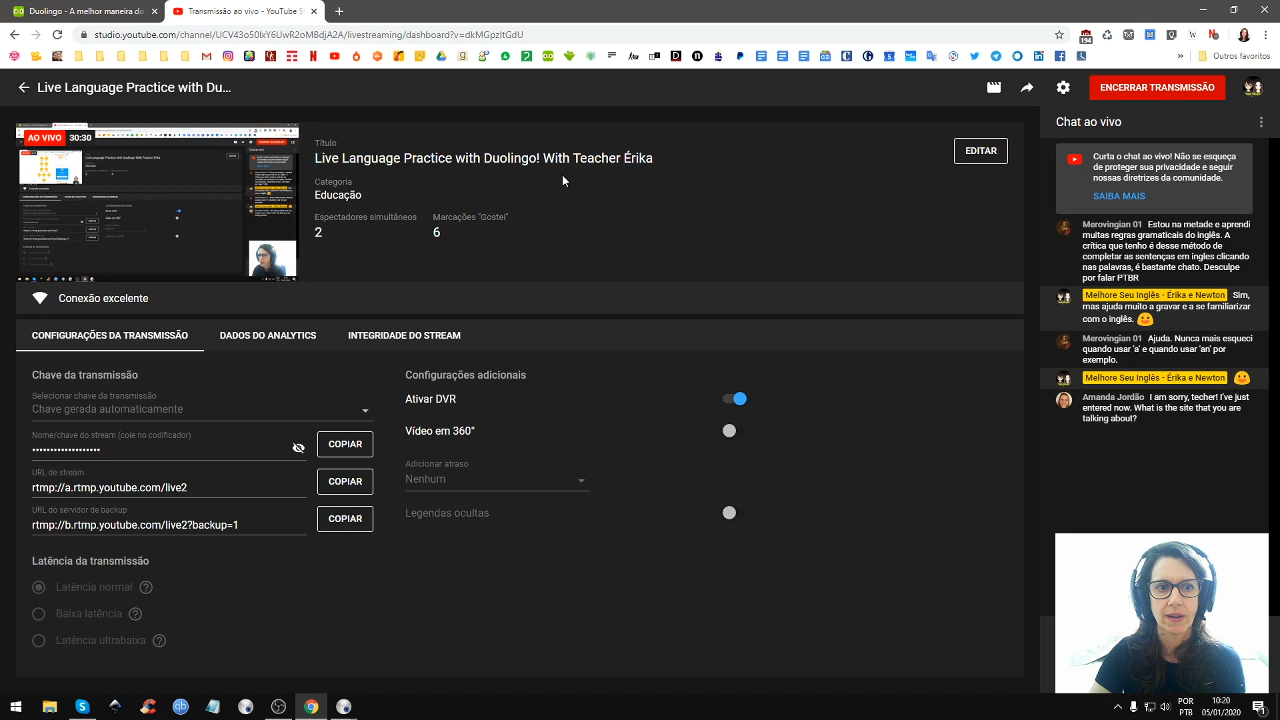 Duolingo - A melhor maneira do
Transmissão ao vivo - YouTube S
studio.youtube.com/channel/UCV43o50IxY6UwR2oMBdjA2A/livestreaming/dashboard?v=dkMGpzItGdU
194
Outros favoritos
Live Language Practice with Du...
ENCERRAR TRANSMISSÃO
AO VIVO
30:30
Título
Live Language Practice with Duolingo! With Teacher Érika
EDITAR
Categoria
Educação
Espectadores simultâneos
2
6
Conexão excelente
CONFIGURAÇÕES DA TRANSMISSÃO
DADOS DO ANALYTICS
INTEGRIDADE DO STREAM
Chave da transmissão
Selecionar chave da transmissão
Chave gerada automaticamente
Nome/chave do stream (cole no codificador)
•••••••••••••••••••
COPIAR
URL de stream
rtmp://a.rtmp.youtube.com/live2
COPIAR
URL do servidor de backup
rtmp://b.rtmp.youtube.com/live2?backup=1
COPIAR
Latência da transmissão
Latência normal
Baixa latência
Latência ultrabaixa
Configurações adicionais
Ativar DVR
Vídeo em 360°
Adicionar atraso
Nenhum
Legendas ocultas
Chat ao vivo
Curta o chat ao vivo! Não se esqueça
de proteger sua privacidade e seguir
nossas diretrizes da comunidade.
SAIBA MAIS
Merovingian 01 Estou na metade e aprendi
muitas regras gramaticais do inglês. A
crítica que tenho é desse método de
completar as sentenças em ingles clicando
nas palavras, é bastante chato. Desculpe
por falar PTBR
Melhore Seu Inglês - Érika e Newton Sim,
mas ajuda muito a gravar e a se familiarizar
com o inglês.
Merovingian 01 Ajuda. Nunca mais esqueci
quando usar 'a' e quando usar 'an' por
exemplo.
Melhore Seu Inglês - Érika e Newton
Amanda Jordão I am sorry, techer! I've just
entered now. What is the site that you are
talking about?
POR
PTB
10:20
05/01/2020